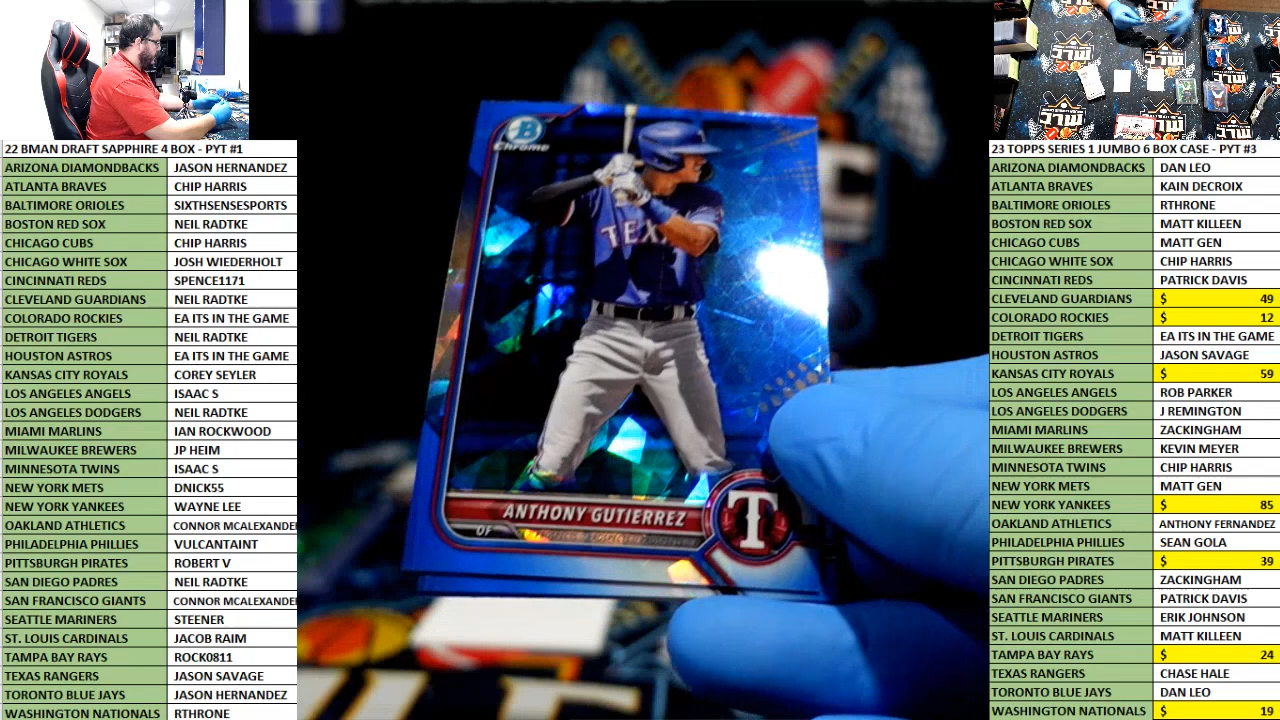 22 BMAN DRAFT SAPPHIRE 4 BOX - PYT #1
ARIZONA DIAMONDBACKS JASON HERNANDEZ
ATLANTA BRAVES CHIP HARRIS
BALTIMORE ORIOLES SIXTHSENSESPORTS
BOSTON RED SOX NEIL RADTKE
CHICAGO CUBS CHIP HARRIS
CHICAGO WHITE SOX JOSH WIEDERHOLT
CINCINNATI REDS SPENCE1171
CLEVELAND GUARDIANS NEIL RADTKE
COLORADO ROCKIES EA ITS IN THE GAME
DETROIT TIGERS NEIL RADTKE
HOUSTON ASTROS EA ITS IN THE GAME
KANSAS CITY ROYALS COREY SEYLER
LOS ANGELES ANGELS ISAAC S
LOS ANGELES DODGERS NEIL RADTKE
MIAMI MARLINS IAN ROCKWOOD
MILWAUKEE BREWERS JP HEIM
MINNESOTA TWINS ISAAC S
NEW YORK METS DNICK55
NEW YORK YANKEES WAYNE LEE
OAKLAND ATHLETICS CONNOR MCALEXANDE
PHILADELPHIA PHILLIES VULCANTAINT
PITTSBURGH PIRATES ROBERT V
SAN DIEGO PADRES NEIL RADTKE
SAN FRANCISCO GIANTS CONNOR MCALEXANDE
SEATTLE MARINERS STEENER
ST. LOUIS CARDINALS JACOB RAIM
TAMPA BAY RAYS ROCK0811
TEXAS RANGERS JASON SAVAGE
TORONTO BLUE JAYS JASON HERNANDEZ
WASHINGTON NATIONALS RTHRONE
B
Chrome
TEXA
ANTHONY GUTIERREZ
OF
T
23 TOPPS SERIES 1 JUMBO 6 BOX CASE - PYT #3
ARIZONA DIAMONDBACKS DAN LEO
ATLANTA BRAVES KAIN DECROIX
BALTIMORE ORIOLES RTHRONE
BOSTON RED SOX MATT KILLEEN
CHICAGO CUBS MATT GEN
CHICAGO WHITE SOX CHIP HARRIS
CINCINNATI REDS PATRICK DAVIS
CLEVELAND GUARDIANS $ 49
COLORADO ROCKIES $ 12
DETROIT TIGERS EA ITS IN THE GAME
HOUSTON ASTROS JASON SAVAGE
KANSAS CITY ROYALS $ 59
LOS ANGELES ANGELS ROB PARKER
LOS ANGELES DODGERS J REMINGTON
MIAMI MARLINS ZACKINGHAM
MILWAUKEE BREWERS KEVIN MEYER
MINNESOTA TWINS CHIP HARRIS
NEW YORK METS MATT GEN
NEW YORK YANKEES $ 85
OAKLAND ATHLETICS ANTHONY FERNANDEZ
PHILADELPHIA PHILLIES SEAN GOLA
PITTSBURGH PIRATES $ 39
SAN DIEGO PADRES ZACKINGHAM
SAN FRANCISCO GIANTS PATRICK DAVIS
SEATTLE MARINERS ERIK JOHNSON
ST. LOUIS CARDINALS MATT KILLEEN
TAMPA BAY RAYS $ 24
TEXAS RANGERS CHASE HALE
TORONTO BLUE JAYS DAN LEO
WASHINGTON NATIONALS $ 19